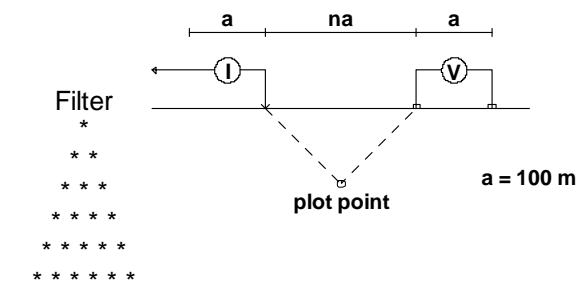 a na a
I V
Filter
*
* *
* * *
a = 100 m
plot point
* * * *
* * * * *
* * * * * *